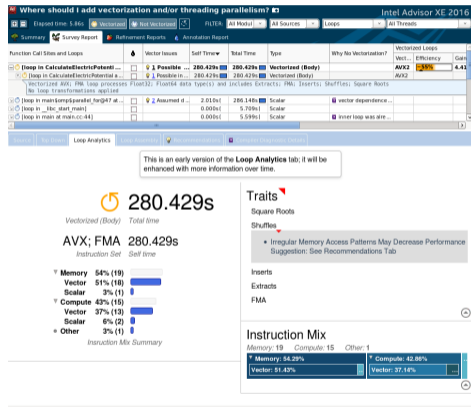 Where should I add vectorization and/or threading parallelism?
Intel Advisor XE 2016
Elapsed time: 5.86s Vectorized Not Vectorized FILTER: All Modul All Sources Loops All Threads
Summary Survey Report Refinement Reports Annotation Report
Function Call Sites and Loops Vector Issues Self Time Total Time Type Why No Vectorization? Vectorized Loops
Vect... Efficiency Gain
[loop in CalculateElectricPotenti ... 1 Possible ... 280.429s 280.429s Vectorized (Body) AVX2
[loop in CalculateElectricPotential e ... 1 Possible in ... 280.429s 280.429s Vectorized (Body) AVX2
Vectorized AVX; FMA loop processes Float32; Float64 data type(s) and includes Extracts; FMA; Inserts; Shuffles; Square Roots
No loop transformations applied
[loop in main$omp$parallel_for@47 at ... 2 Assumed d ... 2.010s 286.148s Scalar vector dependence...
[loop in __libc_start_main] 0.000s 5.709s Scalar
[loop in main at main.cc:44] 0.000s 5.599s Scalar inner loop was alre...
Loop Analytics
This is an early version of the Loop Analytics tab; it will
be enhanced with more information over time.
280.429s
Vectorized (Body) Total time
AVX; FMA 280.429s
Instruction Set Self time
Memory 54% (19)
Vector 51% (18)
Scalar 3% (1)
Compute 43% (15)
Vector 37% (13)
Scalar 6% (2)
Other 3% (1)
Insruction Mix Summary
Traits
Square Roots
Shuffles
Irregular Memory Access Patterns May Decrease Performance
Suggestion: See Recommendations Tab
Inserts
Extracts
FMA
Instruction Mix
Memory: 19 Compute: 15 Other: 1
Memory: 54.29% Compute: 42.86%
Vector: 51.43% ... Vector: 37.14% ...